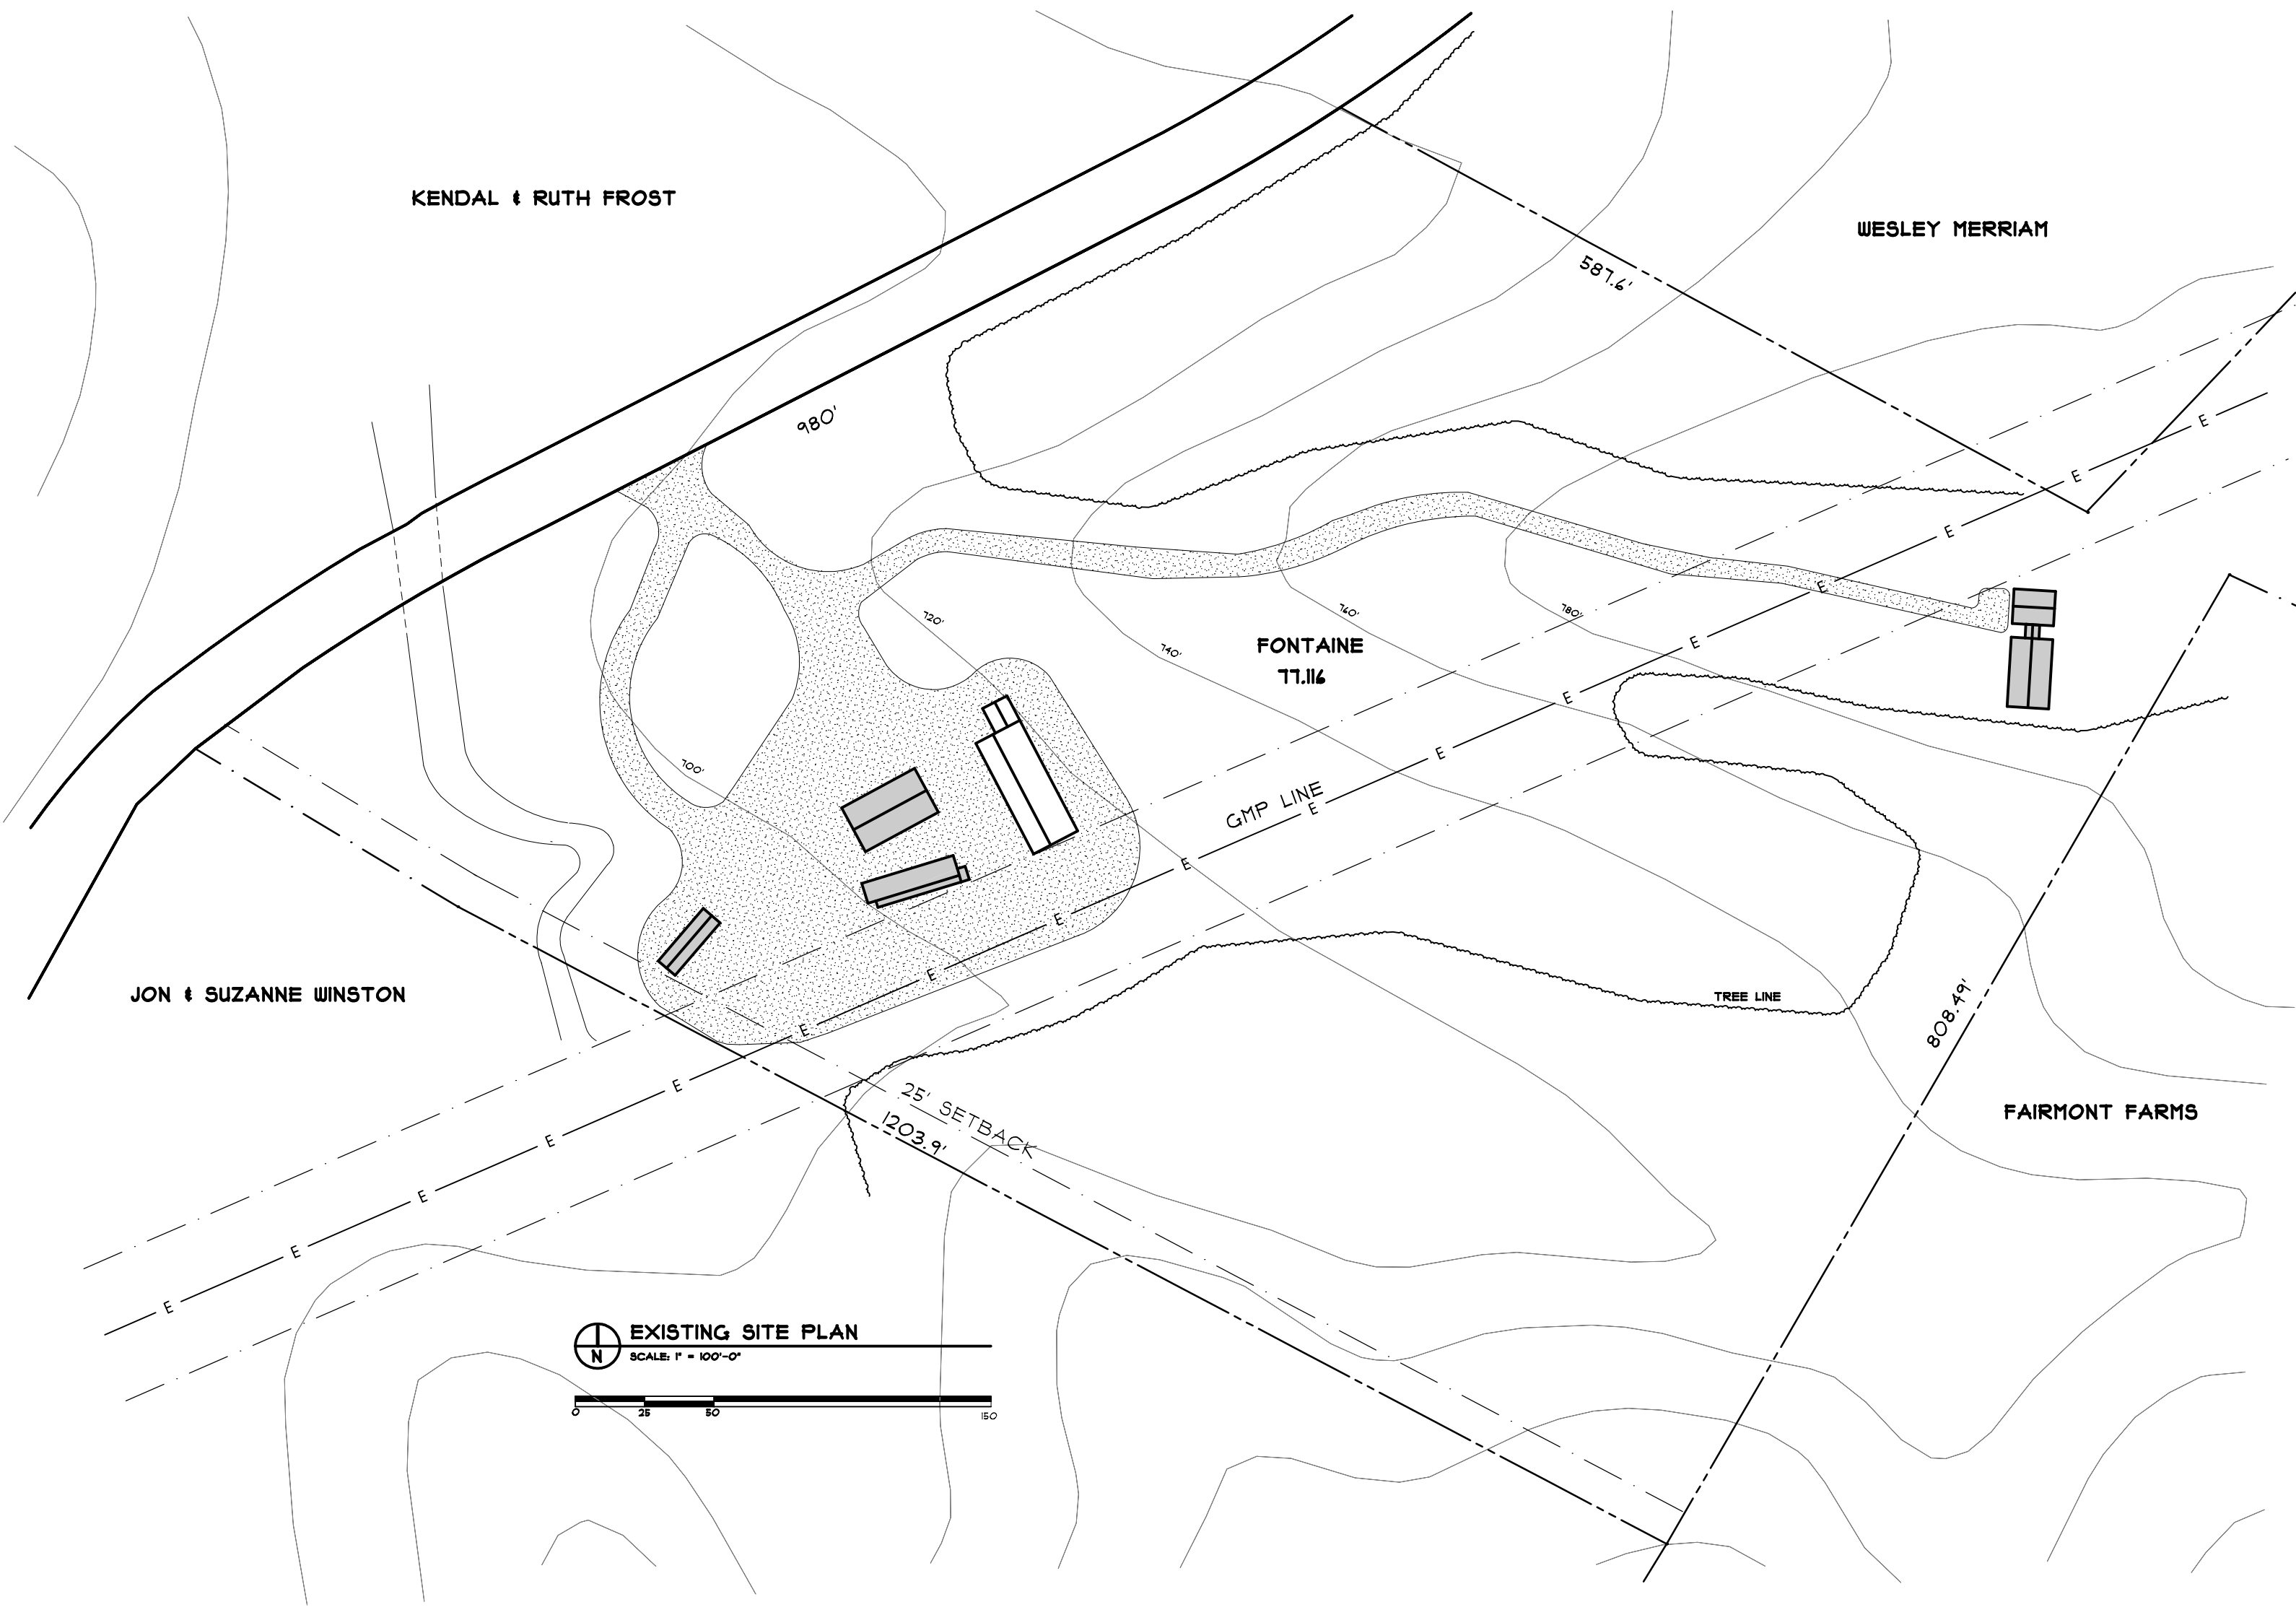 KENDAL & RUTH FROST
WESLEY MERRIAM
587.6'
980'
E
E
E
E
720'
760'
780'
740'
FONTAINE
77.116
E
E
E
700'
GMP LINE
E
E
E
E
JON & SUZANNE WINSTON
TREE LINE
808.49'
E
E
25' SETBACK
1203.9'
FAIRMONT FARMS
E
E
E
E
N
EXISTING SITE PLAN
SCALE: 1" = 100'-0"
0 25 50 150